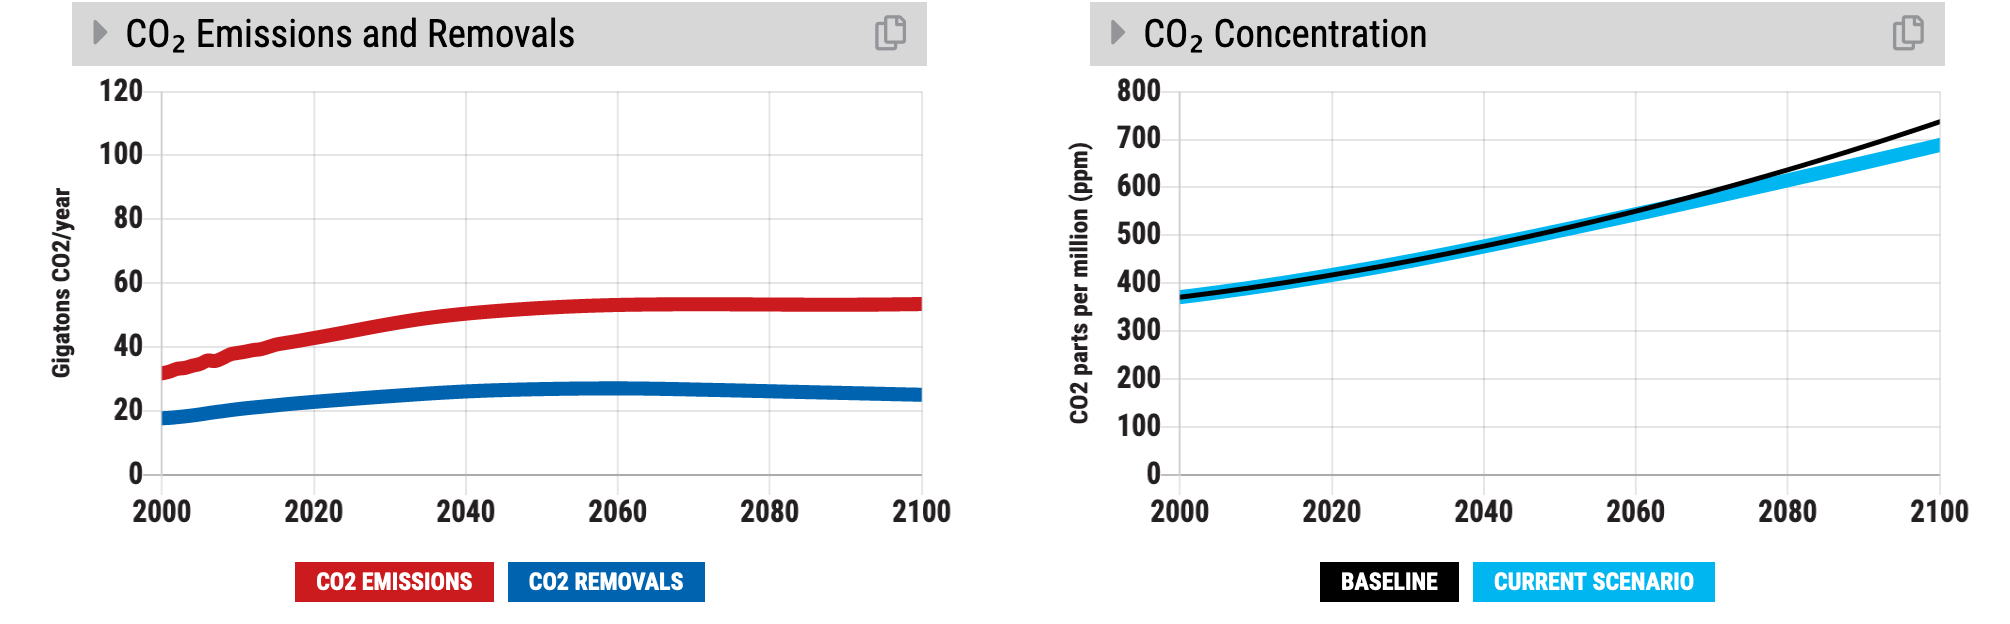 CO₂ Emissions and Removals
120
100
80
60
40
20
0
Gigatons CO2/year
2000 2020 2040 2060 2080 2100
CO2 EMISSIONS CO2 REMOVALS
CO₂ Concentration
800
700
600
500
400
300
200
100
0
CO2 parts per million (ppm)
2000 2020 2040 2060 2080 2100
BASELINE CURRENT SCENARIO